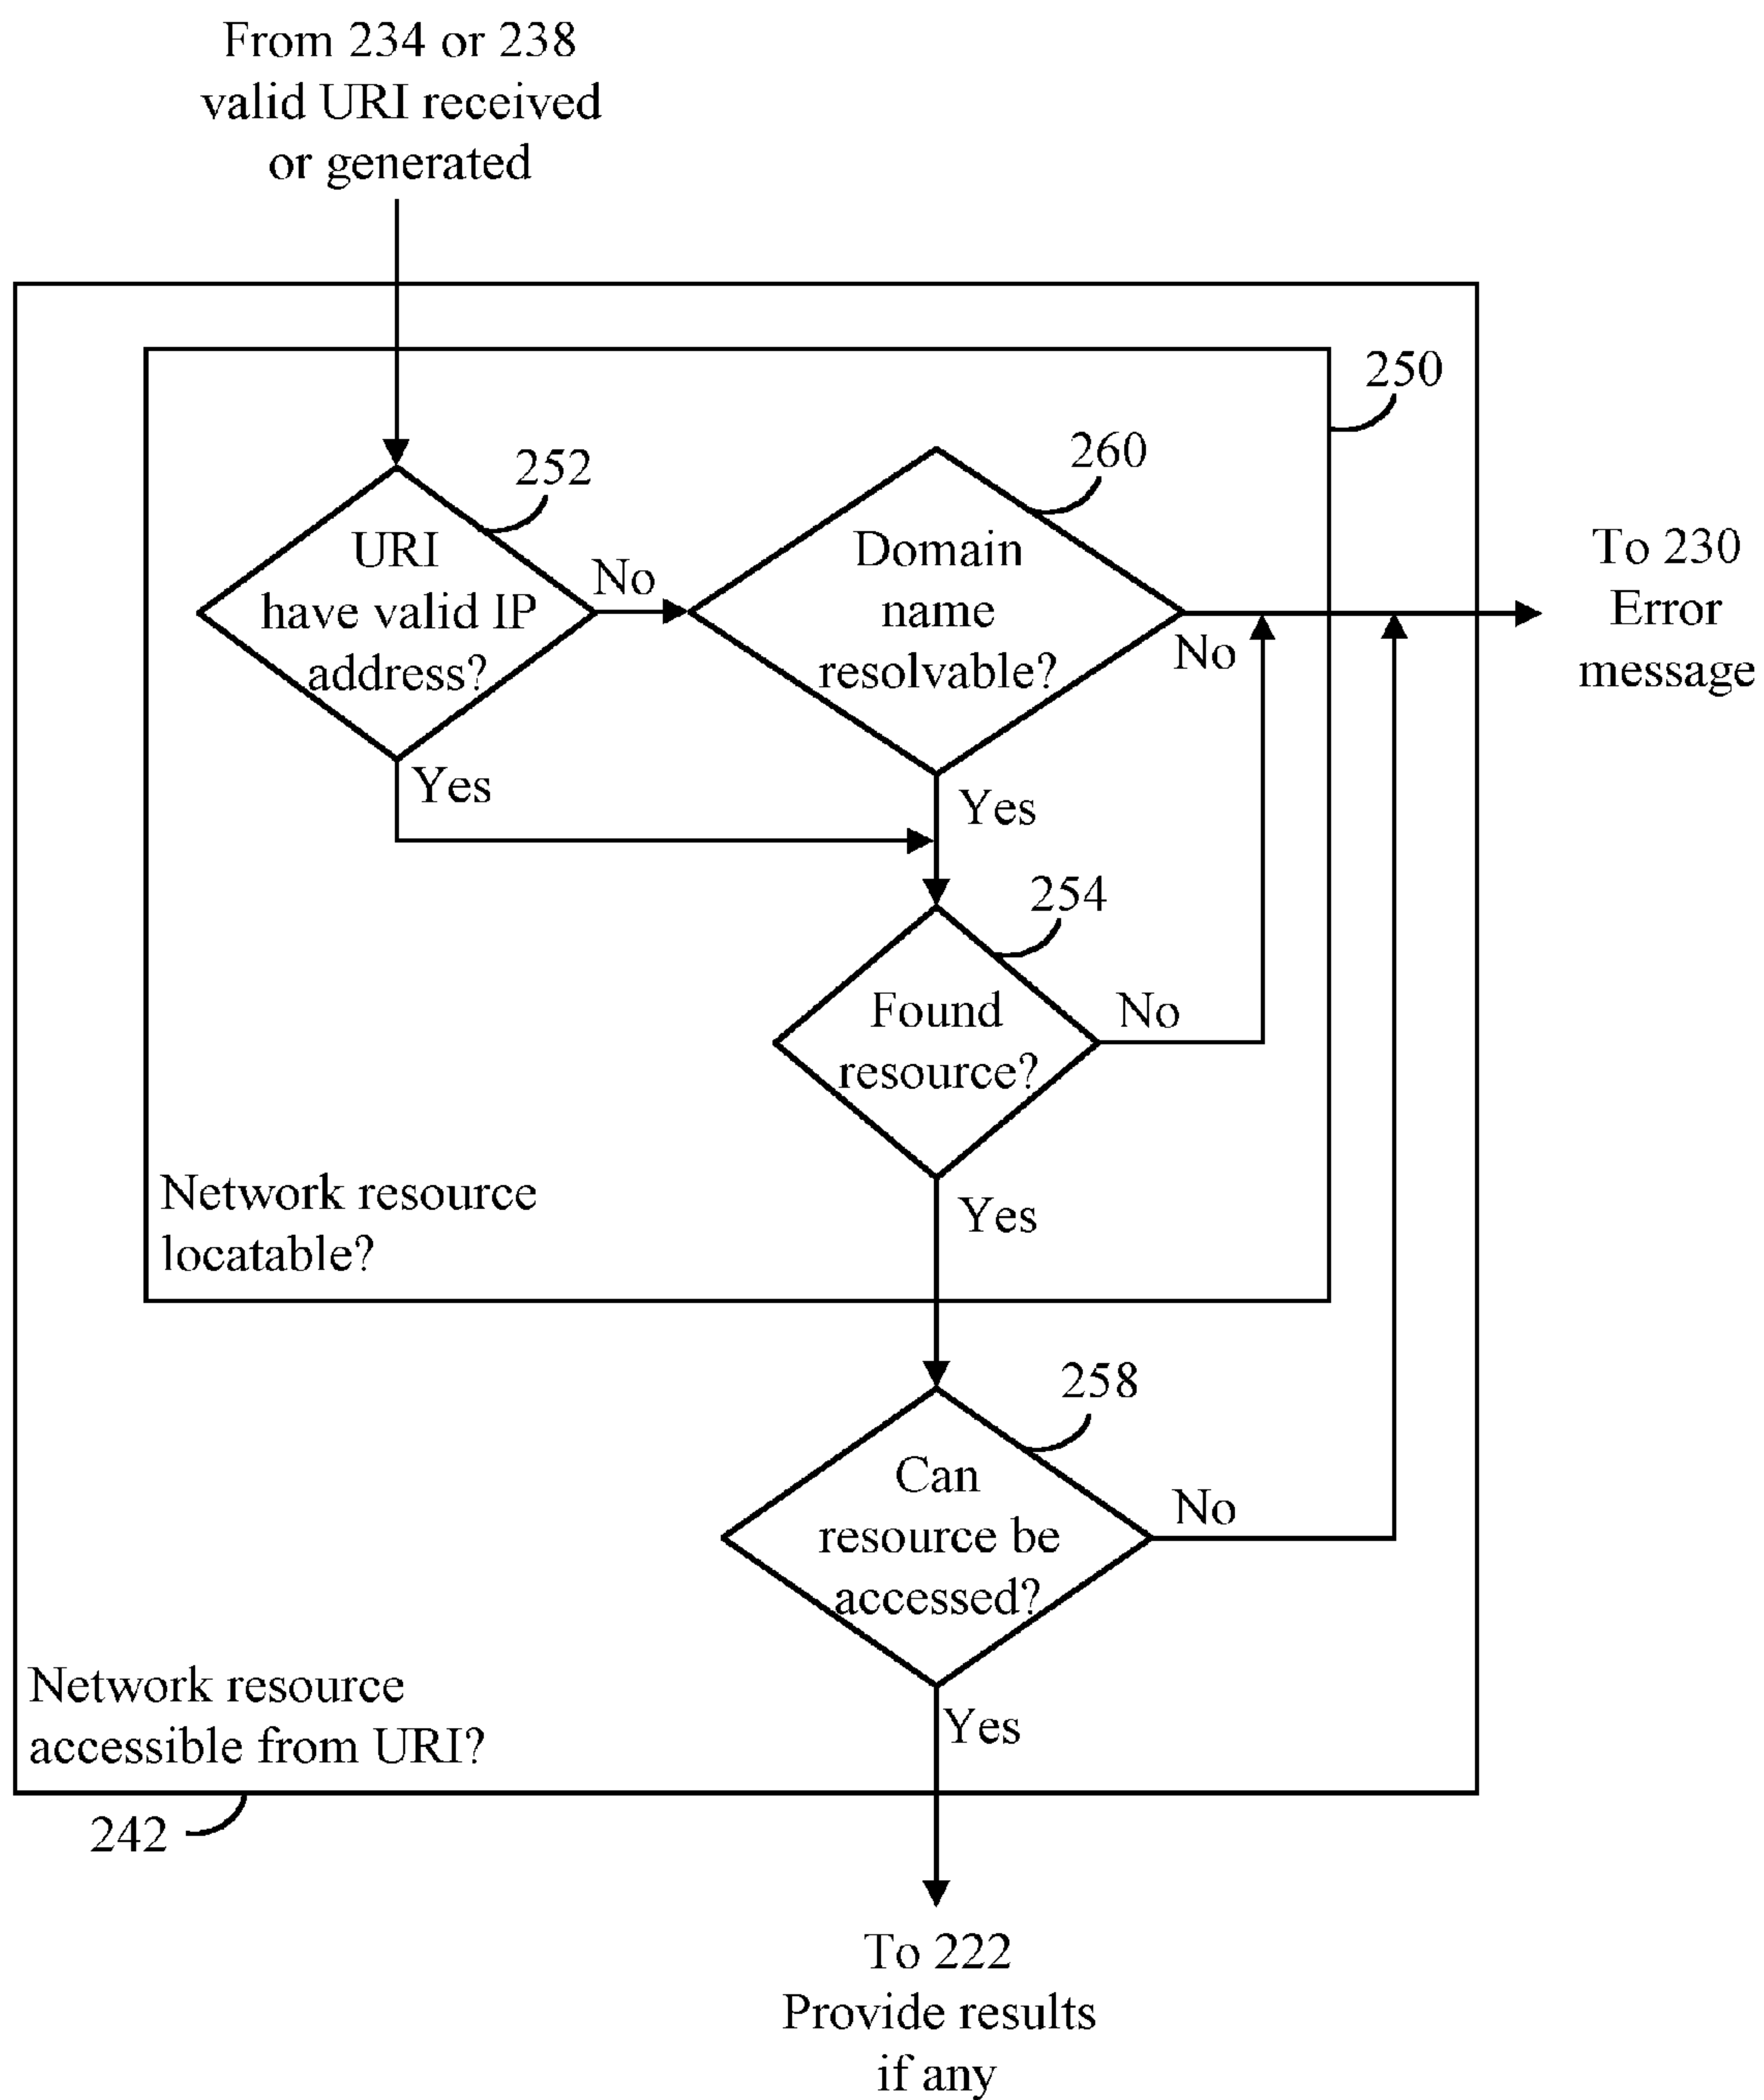 From 234 or 238
valid URI received
or generated
250
252
260
URI
have valid IP
address?
No
Domain
name
resolvable?
No
To 230
Error
message
Yes
Yes
254
Found
resource?
No
Network resource
locatable?
Yes
258
Can
resource be
accessed?
No
Network resource
accessible from URI?
Yes
242
To 222
Provide results
if any